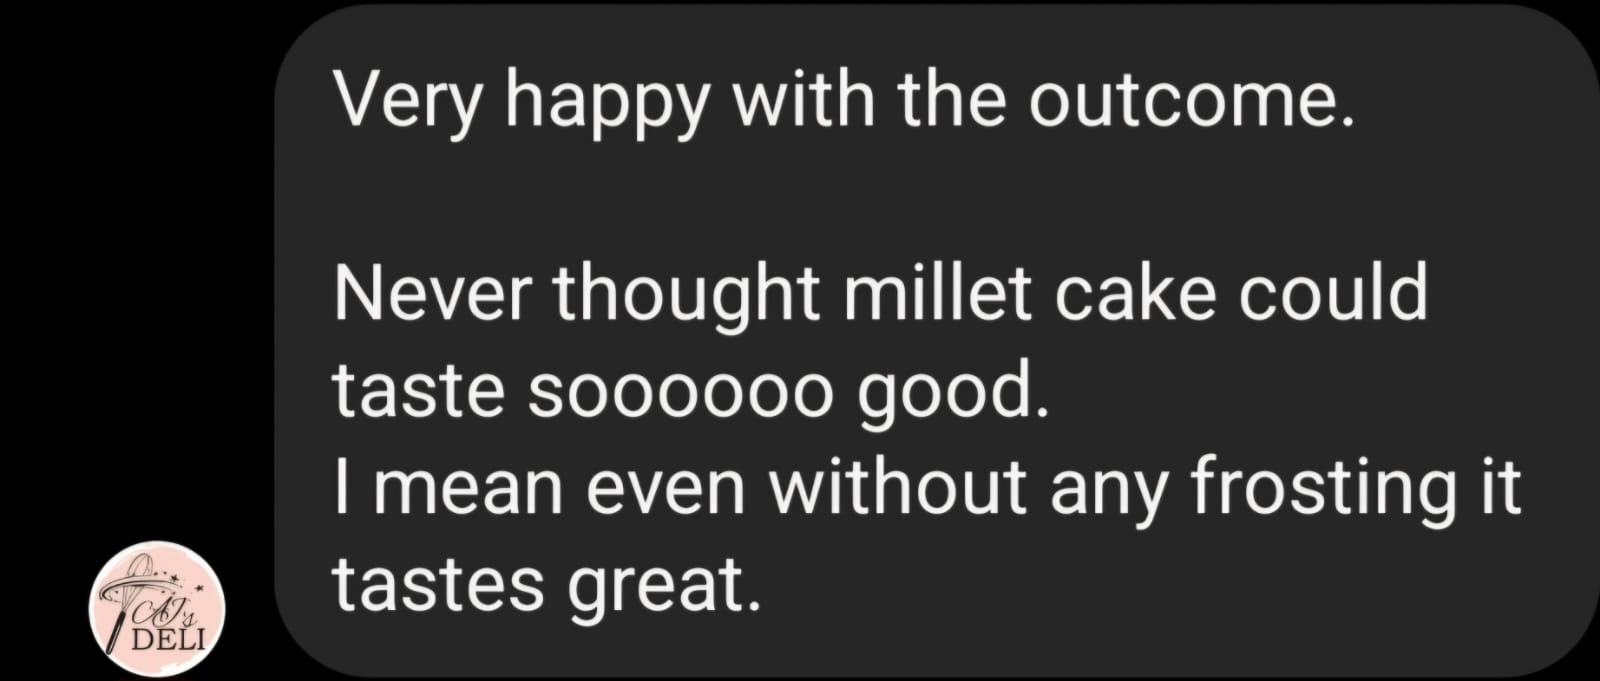 Very happy with the outcome.
Never thought millet cake could
taste soooooo good.
I mean even without any frosting it
tastes great.
AJ's
DELI